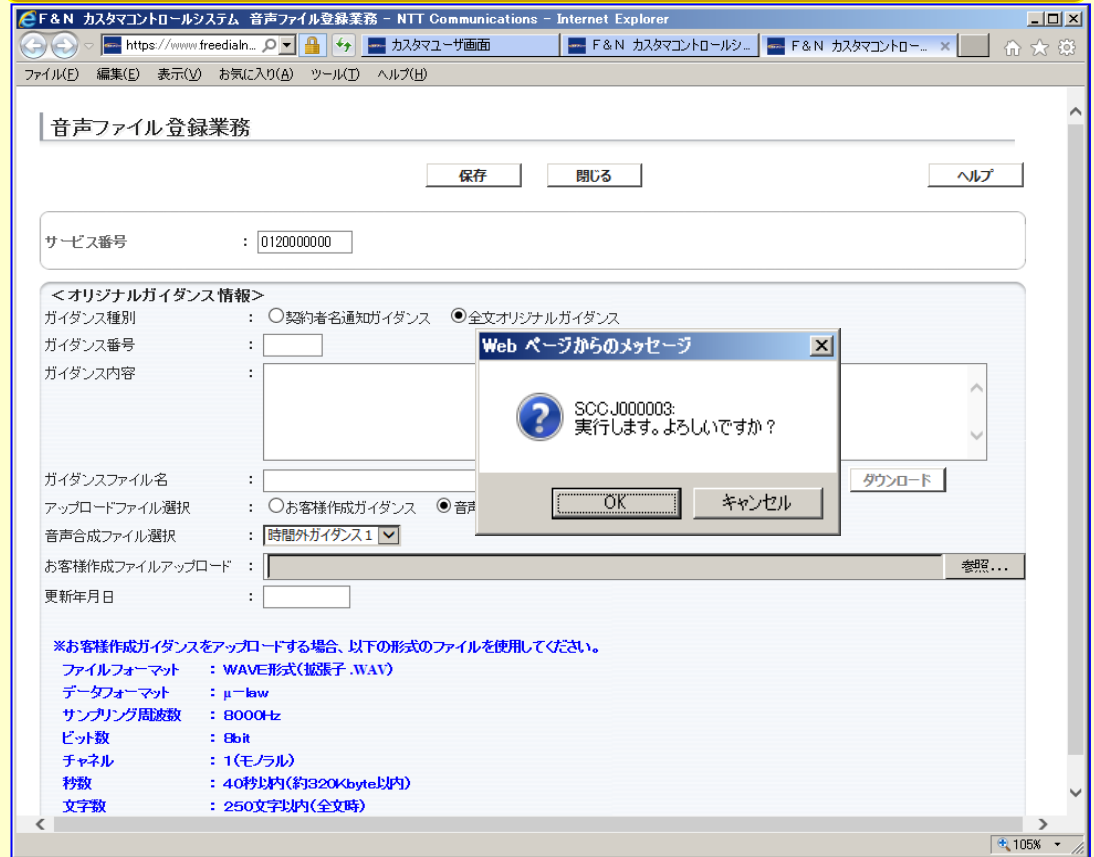 F&N カスタマコントロールシステム 音声ファイル登録業務 - NTT Communications - Internet Explorer
https://www.freedialn... カスタマユーザ画面 F&N カスタマコントロールシ... F&N カスタマコントロー...
ファイル(F) 編集(E) 表示(V) お気に入り(A) ツール(T) ヘルプ(H)
音声ファイル登録業務
保存 閉じる ヘルプ
サービス番号 : 0120000000
<オリジナルガイダンス情報>
ガイダンス種別 : 契約者名通知ガイダンス 全文オリジナルガイダンス
ガイダンス番号 :
Web ページからのメッセージ
ガイダンス内容 :
SCCJ000003:
実行します。よろしいですか？
OK キャンセル
ガイダンスファイル名 : ダウンロード
アップロードファイル選択 : お客様作成ガイダンス 音声
音声合成ファイル選択 : 時間外ガイダンス1
お客様作成ファイルアップロード : 参照...
更新年月日 :
※お客様作成ガイダンスをアップロードする場合、以下の形式のファイルを使用してください。
ファイルフォーマット : WAVE形式(拡張子 .WAV)
データフォーマット : μ-law
サンプリング周波数 : 8000Hz
ビット数 : 8bit
チャネル : 1(モノラル)
秒数 : 40秒以内(約320Kbyte以内)
文字数 : 250文字以内(全文時)
105%